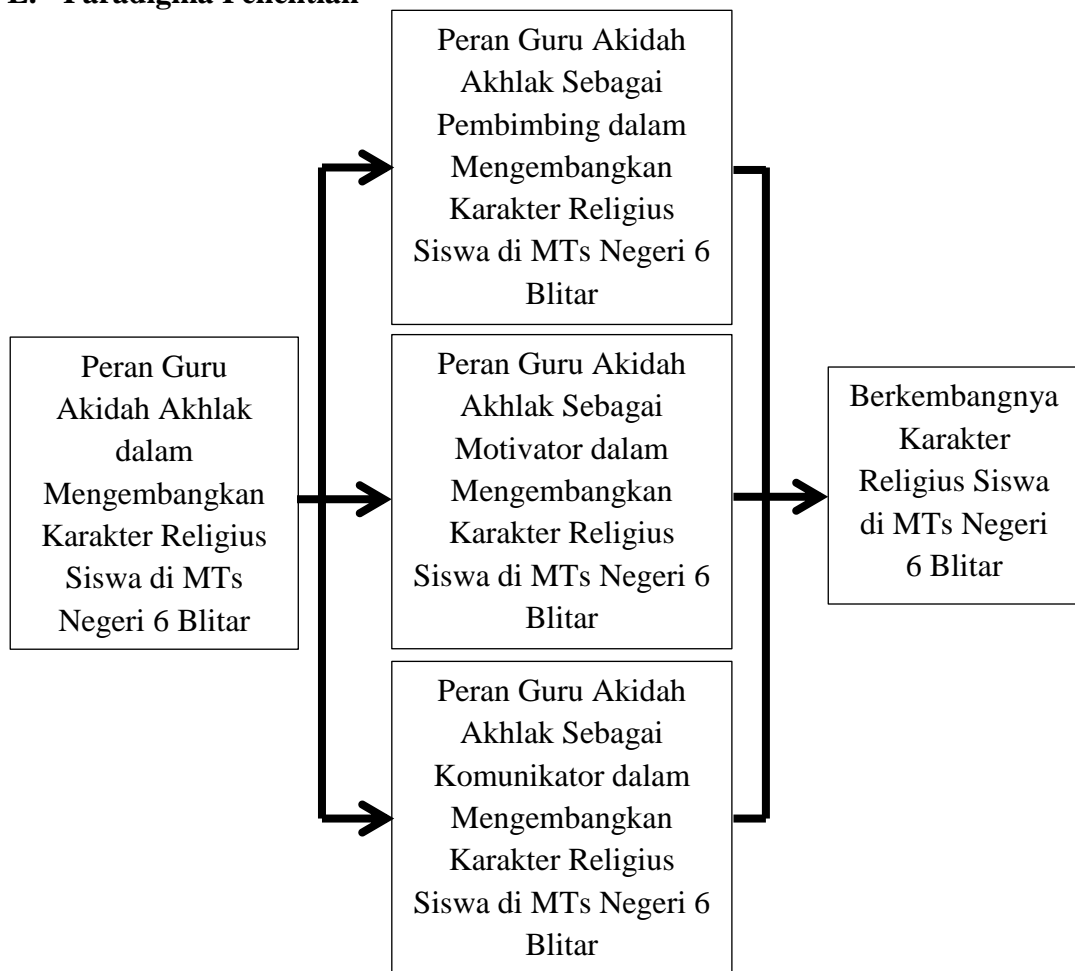 Peran Guru Akidah
Akhlak Sebagai
Pembimbing dalam
Mengembangkan
Karakter Religius
Siswa di MTs Negeri 6
Blitar
Peran Guru
Akidah Akhlak
dalam
Mengembangkan
Karakter Religius
Siswa di MTs
Negeri 6 Blitar
Peran Guru Akidah
Akhlak Sebagai
Motivator dalam
Mengembangkan
Karakter Religius
Siswa di MTs Negeri 6
Blitar
Berkembangnya
Karakter
Religius Siswa
di MTs Negeri
6 Blitar
Peran Guru Akidah
Akhlak Sebagai
Komunikator dalam
Mengembangkan
Karakter Religius
Siswa di MTs Negeri 6
Blitar